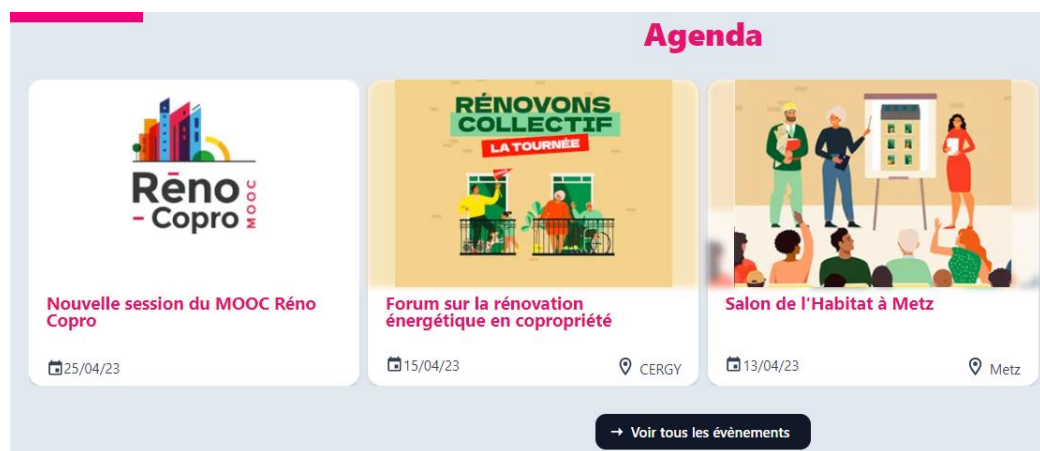 Agenda
Réno
- Copro
MOOC
Nouvelle session du MOOC Réno
Copro
25/04/23
RÉNOVONS
COLLECTIF
LA TOURNÉE
Forum sur la rénovation
énergétique en copropriété
15/04/23
CERGY
Salon de l'Habitat à Metz
13/04/23
Metz
→ Voir tous les évènements